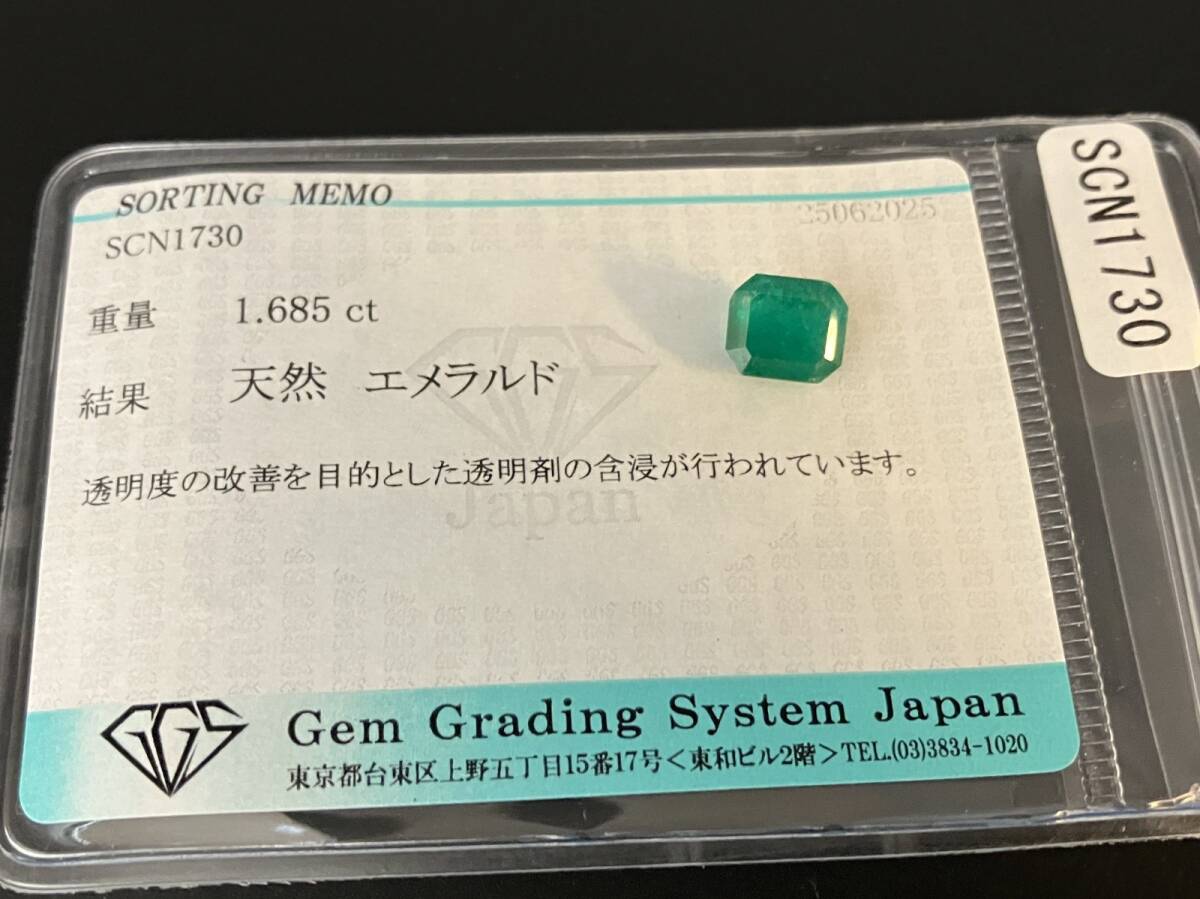 SORTING MEMO
25062025
SCN1730
重量 1.685 ct
結果 天然 エメラルド
透明度の改善を目的とした透明剤の含浸が行われています。
GGS
Japan
GGS Gem Grading System Japan
東京都台東区上野五丁目15番17号＜東和ビル2階＞TEL.(03)3834-1020
SCN1730